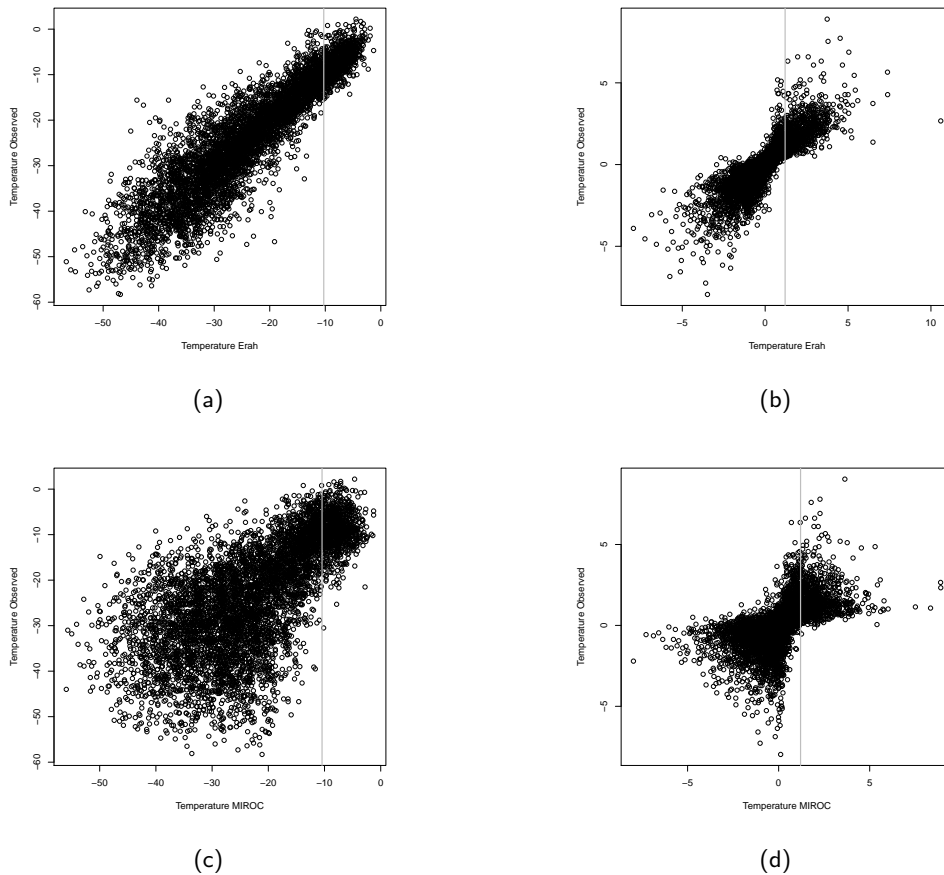 0
−10
−20
−30
−40
−50
−60
Temperature Observed
−50 −40 −30 −20 −10 0
Temperature Erah
(a)
5
0
−5
Temperature Observed
−5 0 5 10
Temperature Erah
(b)
0
−10
−20
−30
−40
−50
−60
Temperature Observed
−50 −40 −30 −20 −10 0
Temperature MIROC
(c)
5
0
−5
Temperature Observed
−5 0 5
Temperature MIROC
(d)